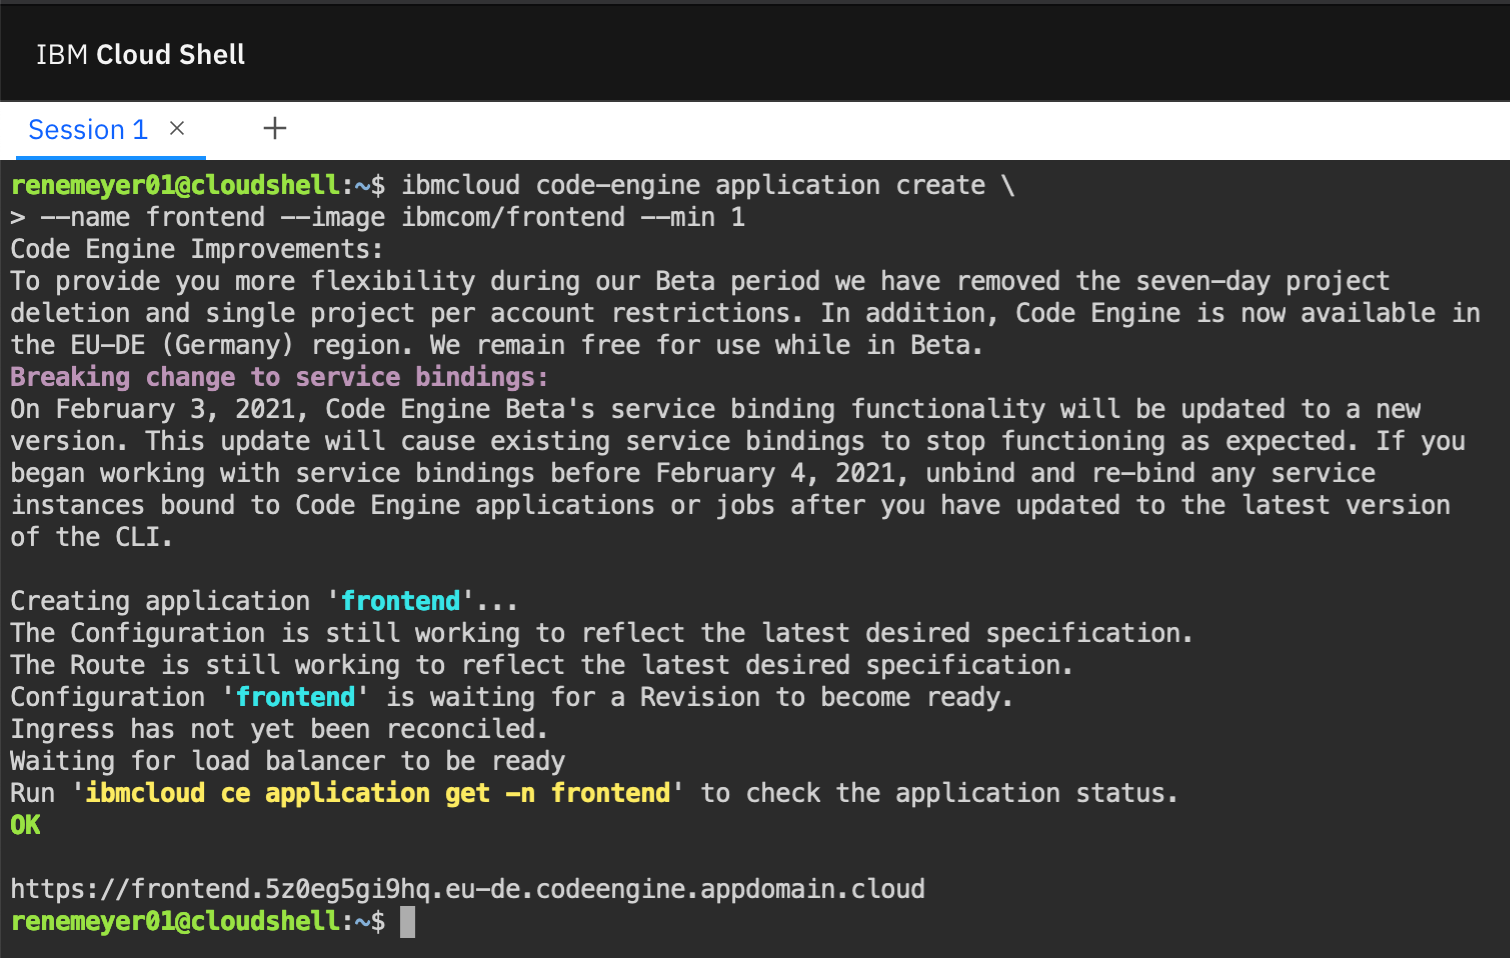 IBM Cloud Shell
Session 1 × +
renemeyer01@cloudshell:~$ ibmcloud code-engine application create \
> --name frontend --image ibmcom/frontend --min 1
Code Engine Improvements:
To provide you more flexibility during our Beta period we have removed the seven-day project
deletion and single project per account restrictions. In addition, Code Engine is now available in
the EU-DE (Germany) region. We remain free for use while in Beta.
Breaking change to service bindings:
On February 3, 2021, Code Engine Beta's service binding functionality will be updated to a new
version. This update will cause existing service bindings to stop functioning as expected. If you
began working with service bindings before February 4, 2021, unbind and re-bind any service
instances bound to Code Engine applications or jobs after you have updated to the latest version
of the CLI.
Creating application 'frontend'...
The Configuration is still working to reflect the latest desired specification.
The Route is still working to reflect the latest desired specification.
Configuration 'frontend' is waiting for a Revision to become ready.
Ingress has not yet been reconciled.
Waiting for load balancer to be ready
Run 'ibmcloud ce application get -n frontend' to check the application status.
OK
https://frontend.5z0eg5gi9hq.eu-de.codeengine.appdomain.cloud
renemeyer01@cloudshell:~$